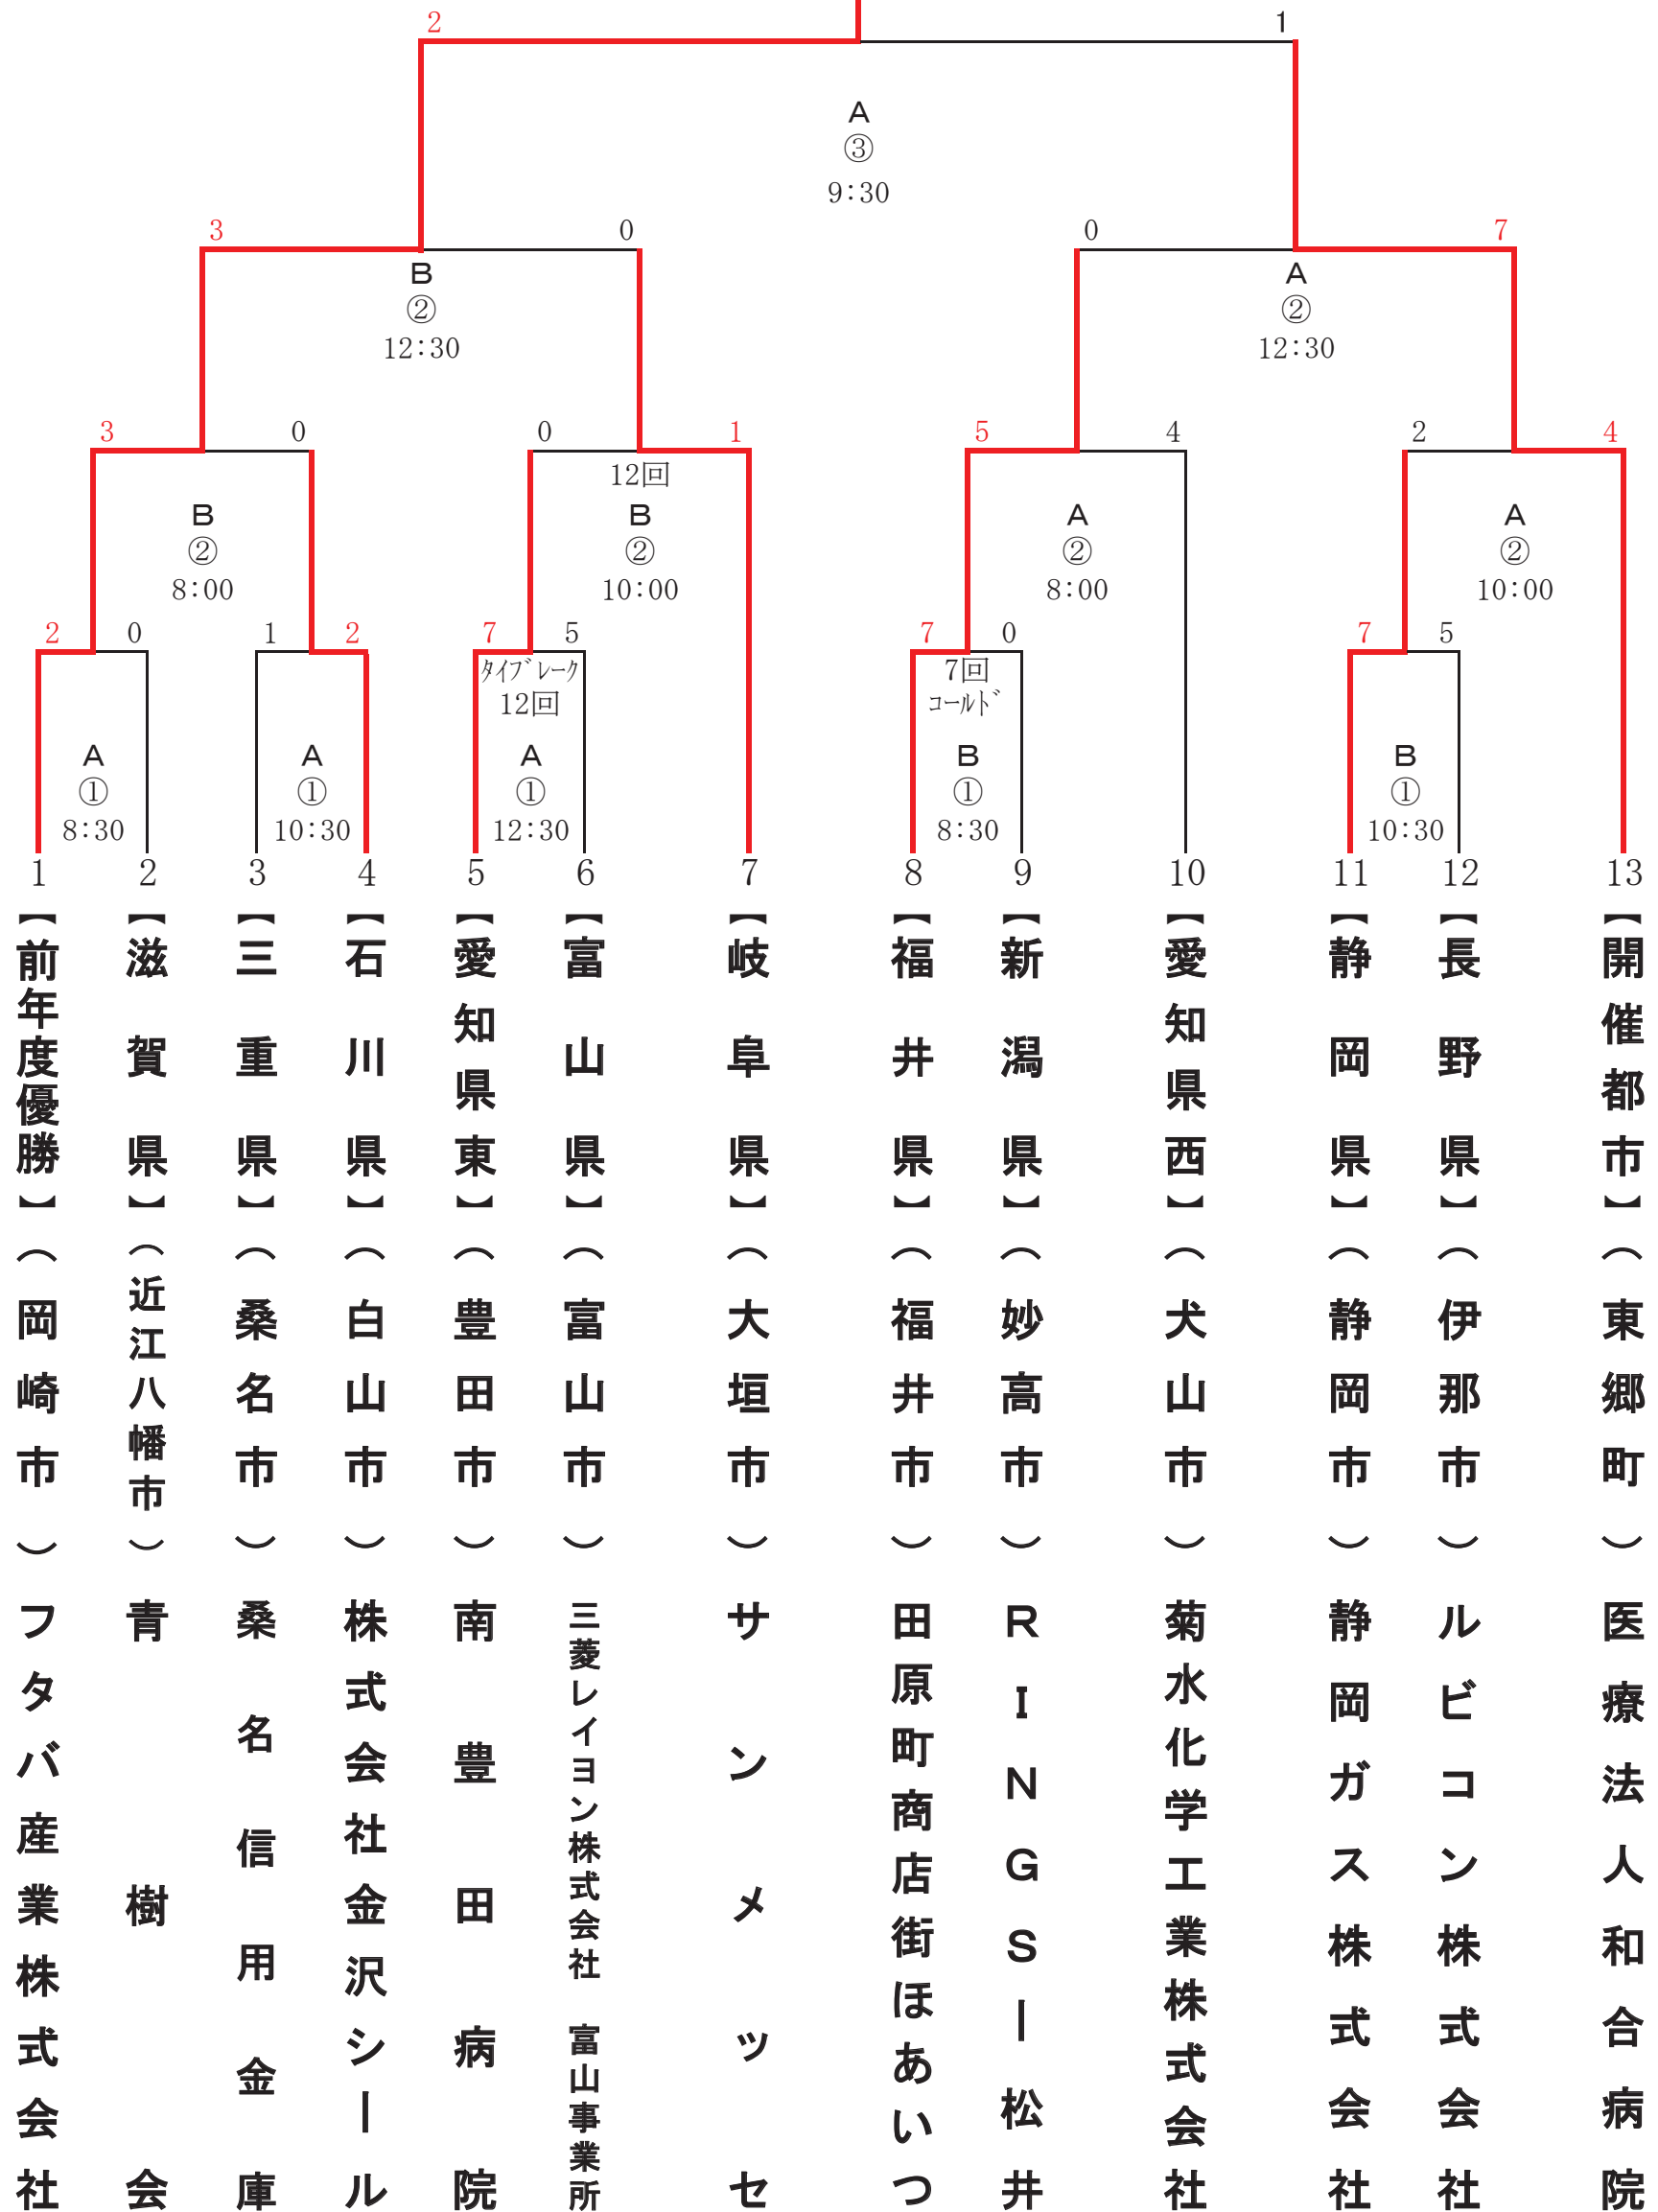 2 1
A
③
9:30
3 0 0 7
B A
② ②
12:30 12:30
3 0 0 1 5 4 2 4
12回
B B A A
② ② ② ②
8:00 10:00 8:00 10:00
2 0 1 2 7 5 7 0 7 5
タイブレーク 7回
12回 コールド
A A A B B
① ① ① ① ①
8:30 10:30 12:30 8:30 10:30
1 2 3 4 5 6 7 8 9 10 11 12 13
【前年度優勝】(岡崎市)フタバ産業株式会社
【滋賀県】(近江八幡市)青樹会
【三重県】(桑名市)桑名信用金庫
【石川県】(白山市)株式会社金沢シール
【愛知県東】(豊田市)南豊田病院
【富山県】(富山市)三菱レイヨン株式会社 富山事業所
【岐阜県】(大垣市)サンメッセ
【福井県】(福井市)田原町商店街ほあいつ
【新潟県】(妙高市)RINGSー松井
【愛知県西】(犬山市)菊水化学工業株式会社
【静岡県】(静岡市)静岡ガス株式会社
【長野県】(伊那市)ルビコン株式会社
【開催都市】(東郷町)医療法人和合病院